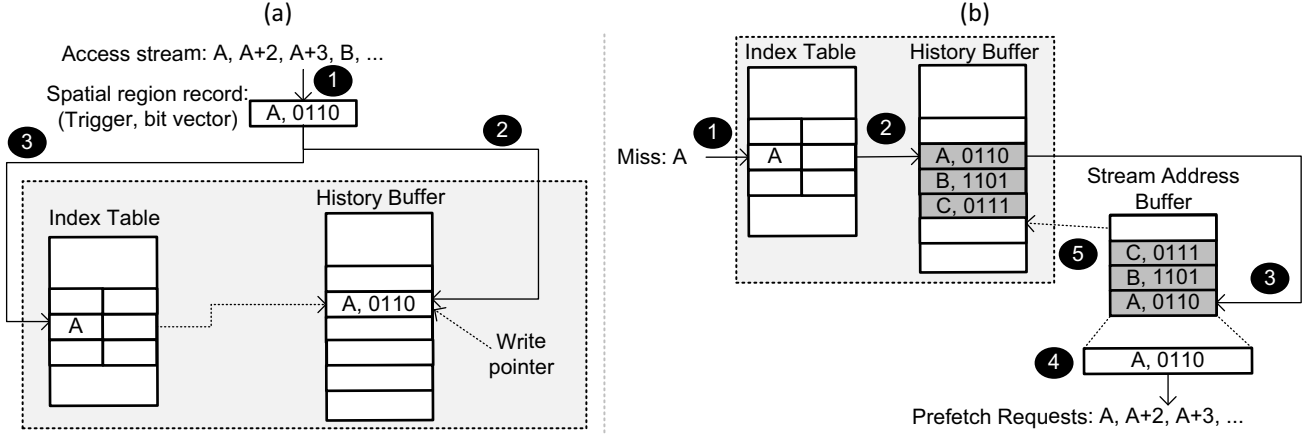 (a)
Access stream: A, A+2, A+3, B, ...
1
Spatial region record:
(Trigger, bit vector)
A, 0110
3
2
Index Table
History Buffer
A
A, 0110
Write
pointer
(b)
Index Table
History Buffer
1
2
Miss: A
A
A, 0110
B, 1101
C, 0111
Stream Address
Buffer
5
C, 0111
B, 1101
A, 0110
3
4
A, 0110
Prefetch Requests: A, A+2, A+3, ...